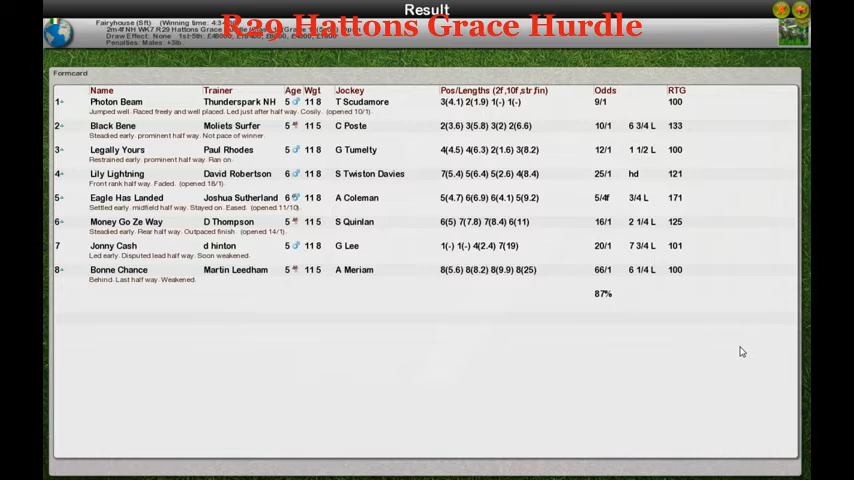 Result
R29 Hattons Grace Hurdle
Fairyhouse (Sft) (Winning time: 4:3
2m4f NH WK7 R29 Hattons Grace
Draw Effect: None 1st-5th:
Penalties: Males: +3lb
Formcard
Name Trainer Age Wgt Jockey Pos/Lengths (2f,10f,str,fin) Odds RTG
1 Photon Beam Thunderspark NH 5 11 8 T Scudamore 3(4.1) 2(1.9) 1(-) 1(-) 9/1 100
Jumped well. Raced freely and well placed. Led just after half way. Cosily. (opened 10/1)
2 Black Bene Moliets Surfer 5 11 5 C Poste 2(3.6) 3(5.8) 3(2) 2(6.6) 10/1 6 3/4 L 133
Steadied early. prominent half way. Not pace of winner.
3 Legally Yours Paul Rhodes 5 11 8 G Tumelty 4(4.5) 4(6.3) 2(1.6) 3(8.2) 12/1 1 1/2 L 100
Restrained early. prominent half way. Ran on.
4 Lily Lightning David Robertson 6 11 8 S Twiston Davies 7(5.4) 5(6.4) 5(2.6) 4(8.4) 25/1 hd 121
Front rank half way. Faded. (opened 18/1)
5 Eagle Has Landed Joshua Sutherland 6 11 8 A Coleman 5(4.7) 6(6.9) 6(4.1) 5(9.2) 5/4f 3/4 L 171
Settled early. midfield half way. Stayed on. Eased. (opened 11/10)
6 Money Go Ze Way D Thompson 5 11 5 S Quinlan 6(5) 7(7.8) 7(8.4) 6(11) 16/1 2 1/4 L 125
Steadied early. Rear half way. Outpaced finish. (opened 14/1)
7 Jonny Cash d hinton 5 11 8 G Lee 1(-) 1(-) 4(2.4) 7(19) 20/1 7 3/4 L 101
Led early. Disputed lead half way. Soon weakened.
8 Bonne Chance Martin Leedham 5 11 5 A Meriam 8(5.6) 8(8.2) 8(9.9) 8(25) 66/1 6 1/4 L 100
Behind. Last half way. Weakened.
87%